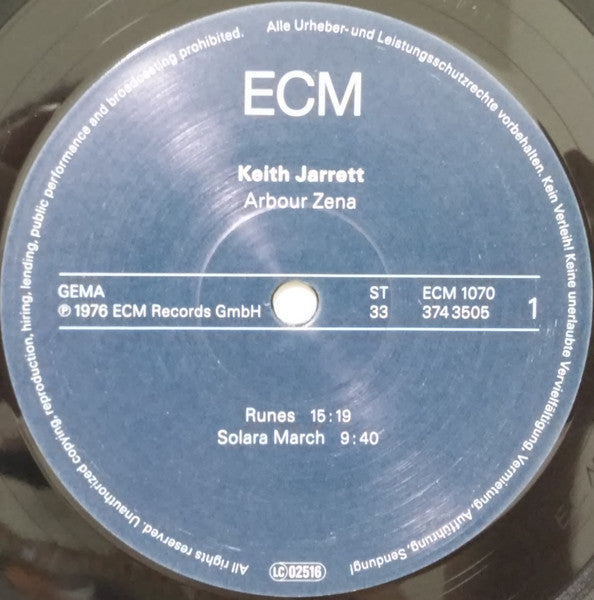 Alle Urheber- und Leistungsschutzrechte vorbehalten. Kein Verleih! Keine unerlaubte Vervielfältigung, Vermietung, Aufführung, Sendung!
ECM
Keith Jarrett
Arbour Zena
GEMA ST ECM 1070
℗ 1976 ECM Records GmbH 33 374 3505 1
Runes 15:19
Solara March 9:40
LC 02516
All rights reserved. Unauthorized copying, reproduction, hiring, lending, public performance and broadcasting prohibited.